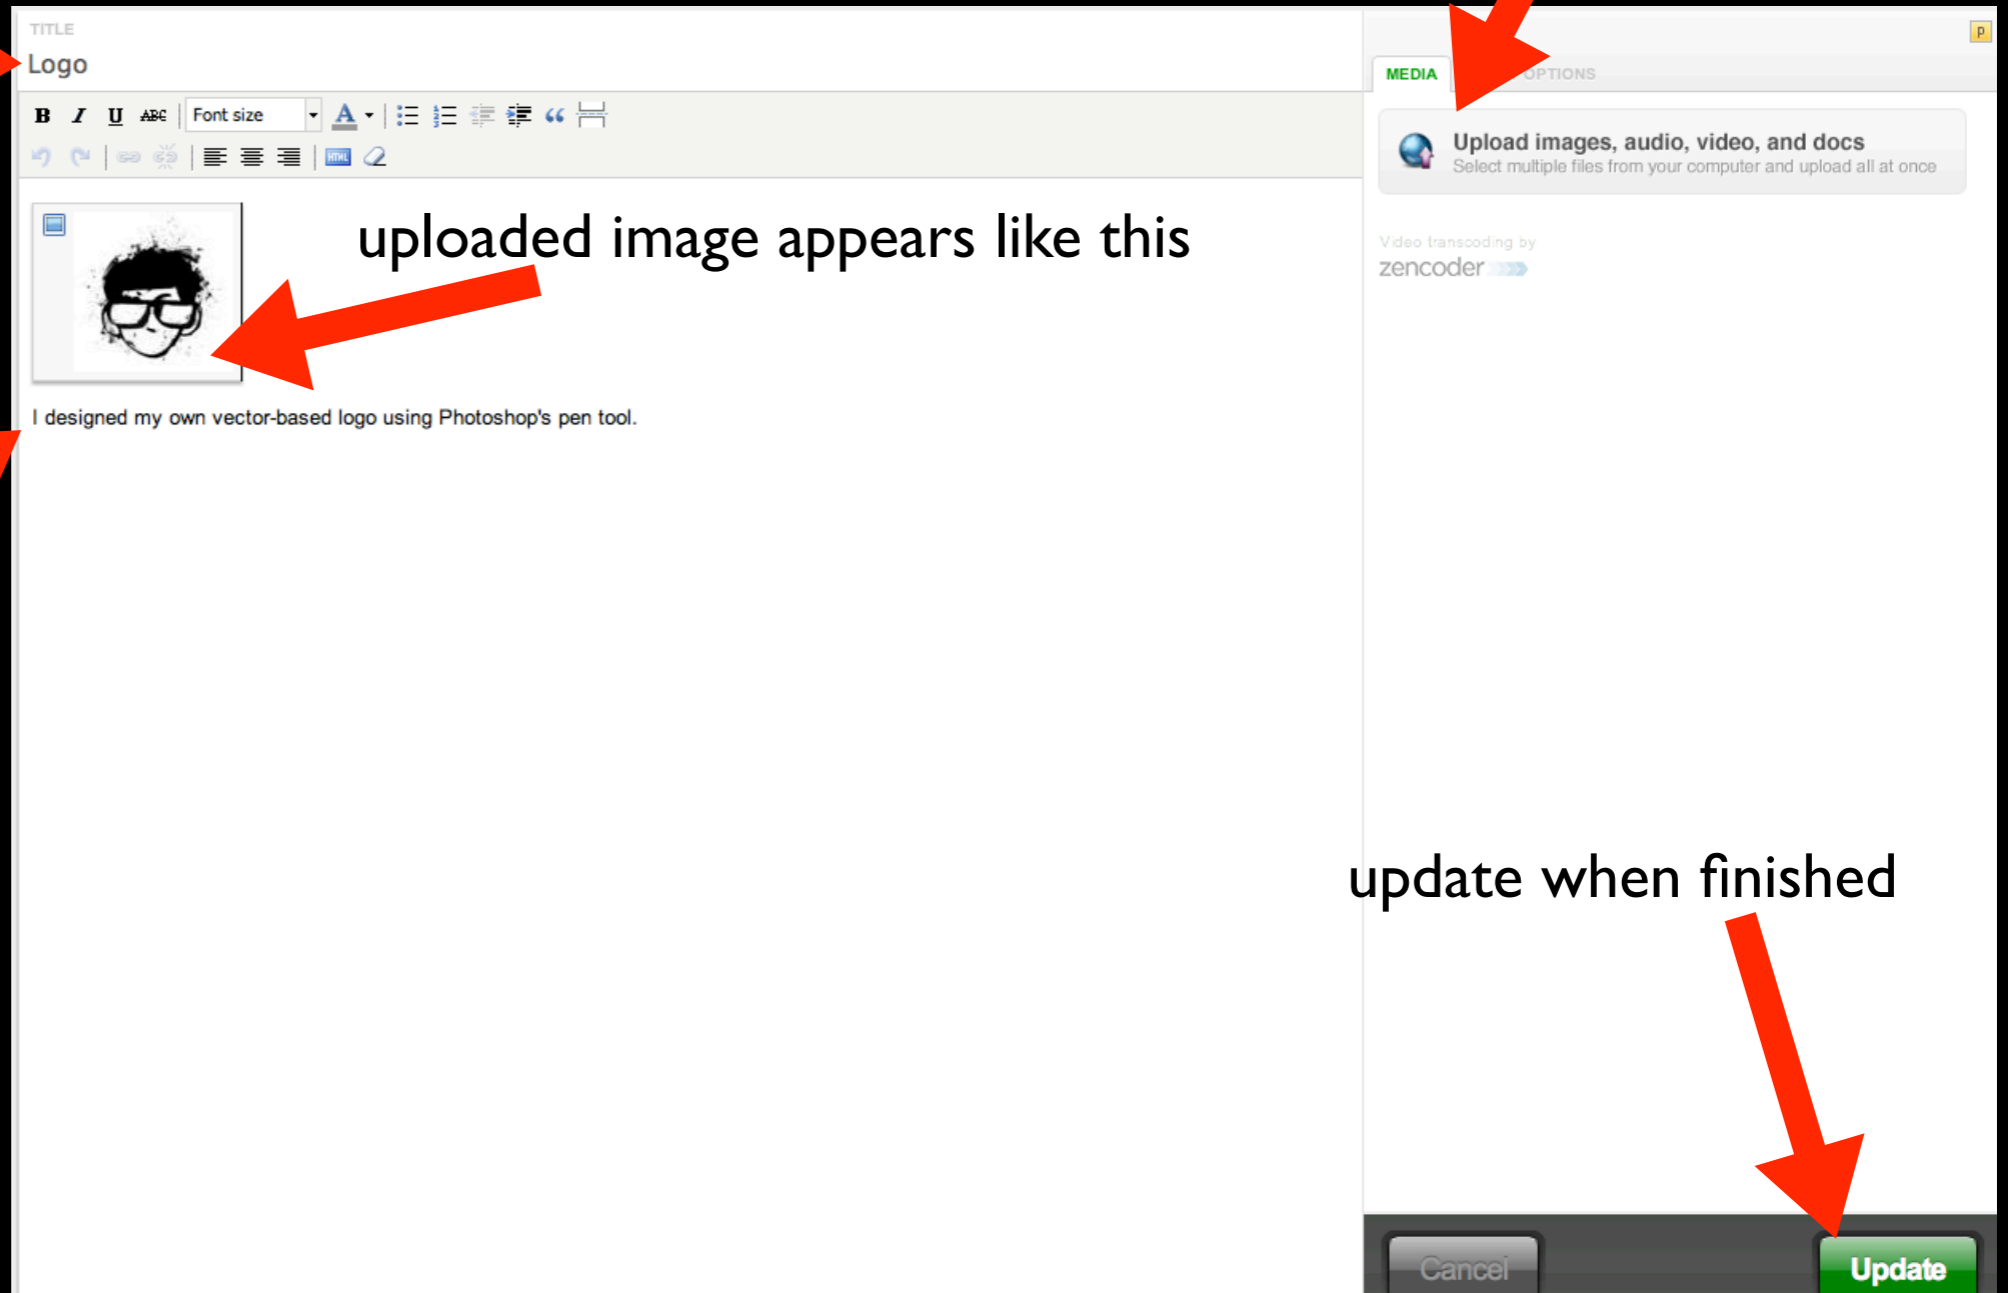 TITLE
Logo
B I U ABC Font size A
HTML
uploaded image appears like this
I designed my own vector-based logo using Photoshop's pen tool.
P
MEDIA OPTIONS
Upload images, audio, video, and docs
Select multiple files from your computer and upload all at once
Video transcoding by
zencoder
update when finished
Cancel Update